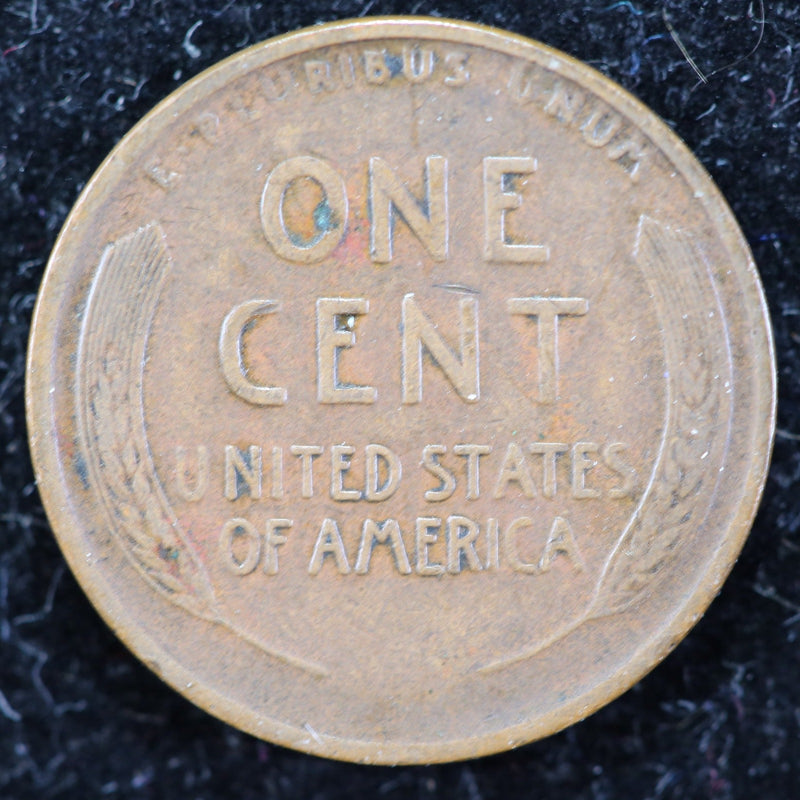 E PLURIBUS UNUM
ONE
CENT
UNITED STATES
OF AMERICA